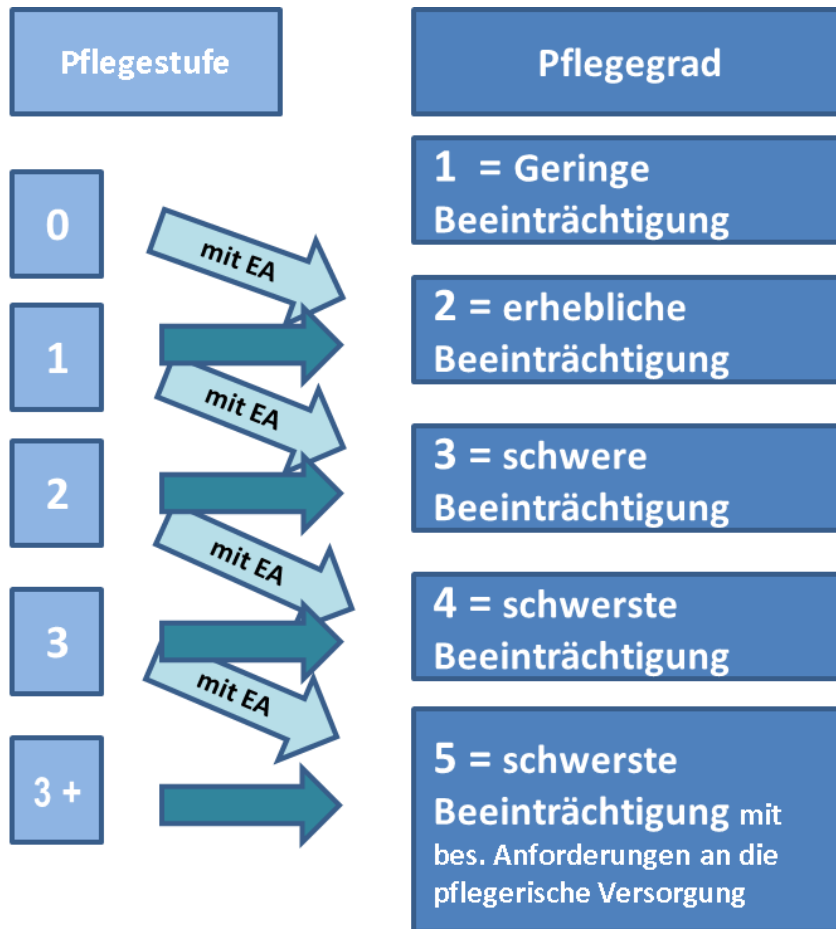 Pflegestufe
Pflegegrad
0
mit EA
1 = Geringe
Beeinträchtigung
1
mit EA
2 = erhebliche
Beeinträchtigung
2
mit EA
3 = schwere
Beeinträchtigung
3
mit EA
4 = schwerste
Beeinträchtigung
3 +
5 = schwerste
Beeinträchtigung mit
bes. Anforderungen an die
pflegerische Versorgung